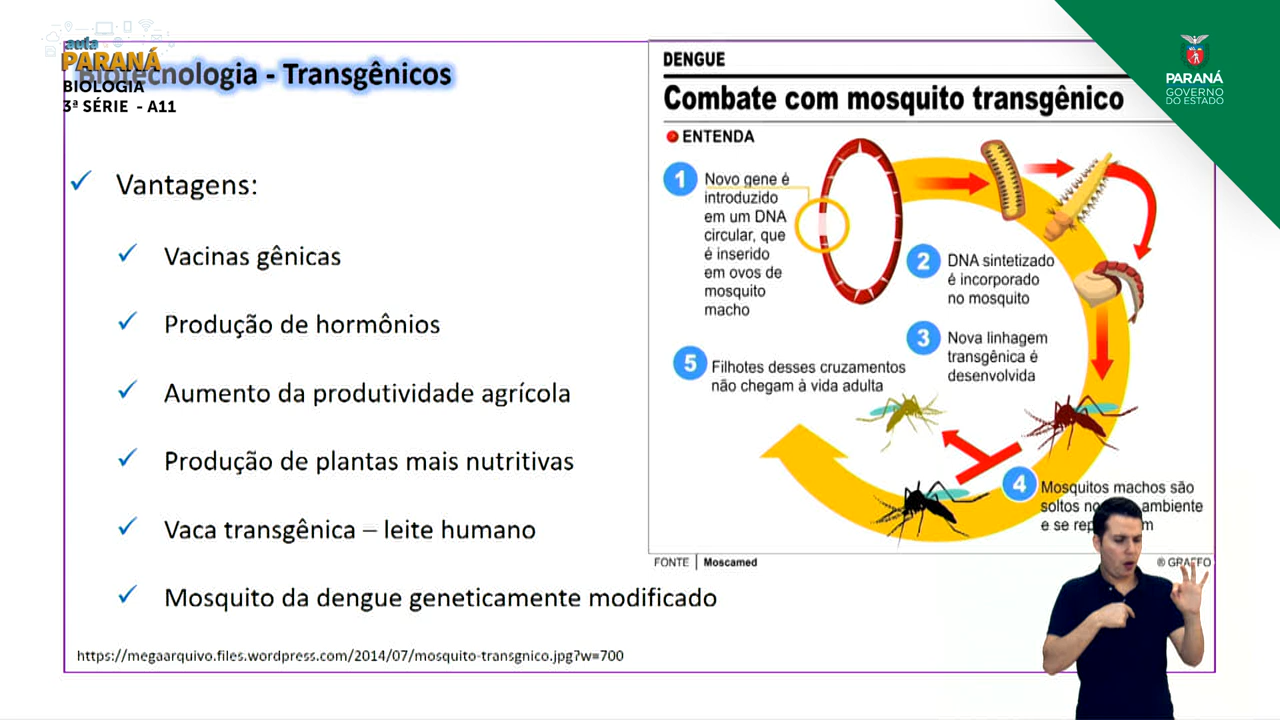 aula
PARANÁ
Biotecnologia - Transgênicos
BIOLOGIA
3ª SÉRIE - A11
Vantagens:
Vacinas gênicas
Produção de hormônios
Aumento da produtividade agrícola
Produção de plantas mais nutritivas
Vaca transgênica – leite humano
Mosquito da dengue geneticamente modificado
https://megaarquivo.files.wordpress.com/2014/07/mosquito-transgnico.jpg?w=700
DENGUE
Combate com mosquito transgênico
ENTENDA
1
Novo gene é
introduzido
em um DNA
circular, que
é inserido
em ovos de
mosquito
macho
2
DNA sintetizado
é incorporado
no mosquito
3
Nova linhagem
transgênica é
desenvolvida
4
Mosquitos machos são
soltos ambiente
e se
5
Filhotes desses cruzamentos
não chegam à vida adulta
FONTE | Moscamed
® GRAFFO
PARANÁ
GOVERNO
DO ESTADO